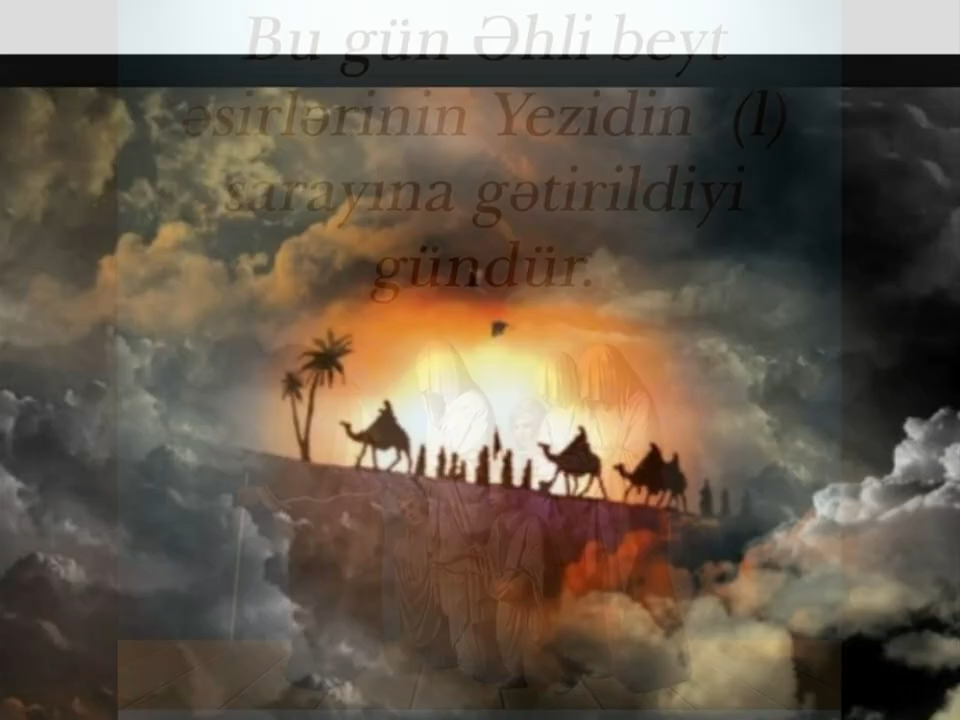 Bu gün Əhli beyt
əsirlərinin Yezidin (l)
sarayına gətirildiyi
gündür.